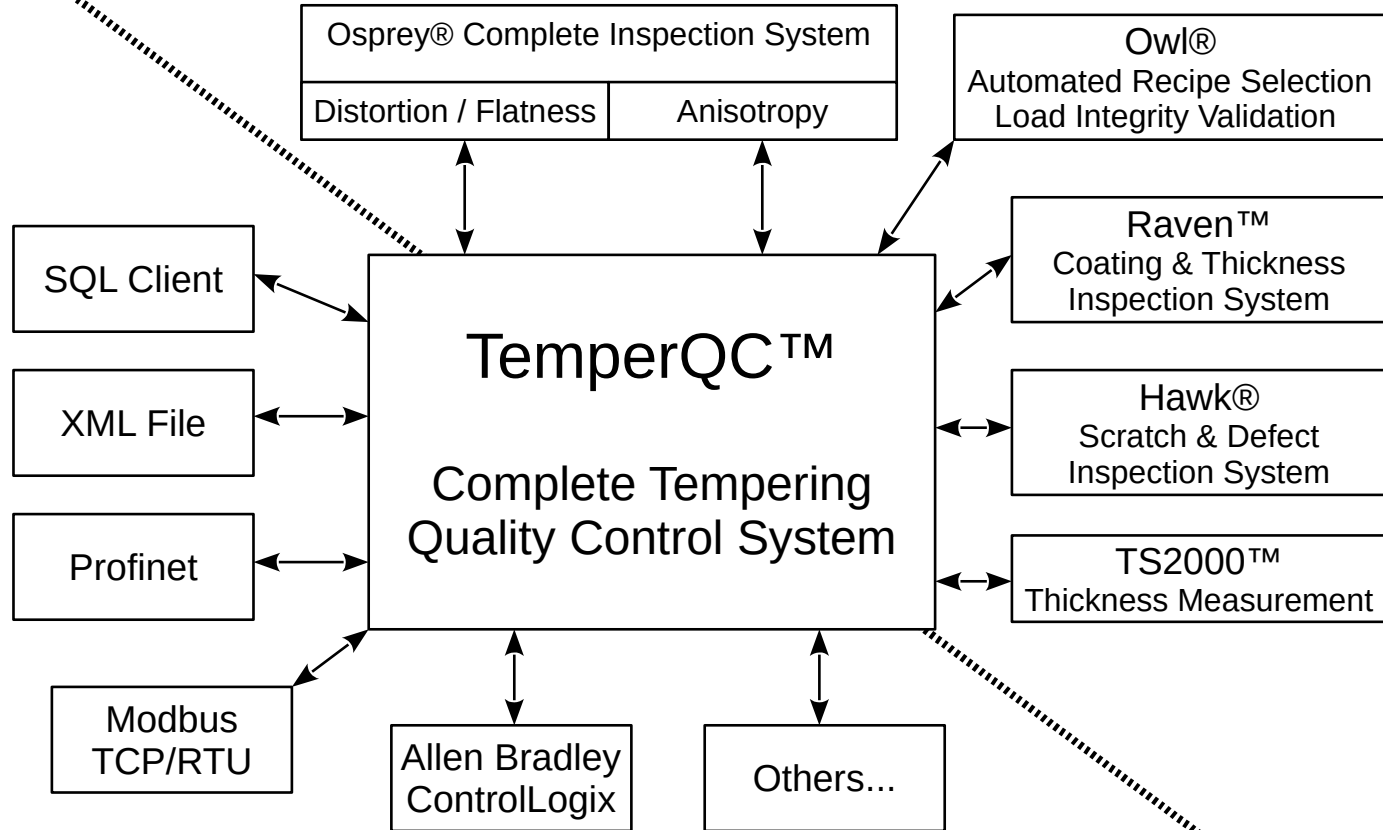 Osprey® Complete Inspection System
Distortion / Flatness
Anisotropy
Owl®
Automated Recipe Selection
Load Integrity Validation
Raven™
Coating & Thickness
Inspection System
Hawk®
Scratch & Defect
Inspection System
TS2000™
Thickness Measurement
SQL Client
XML File
Profinet
Modbus
TCP/RTU
TemperQC™
Complete Tempering
Quality Control System
Allen Bradley
ControlLogix
Others...